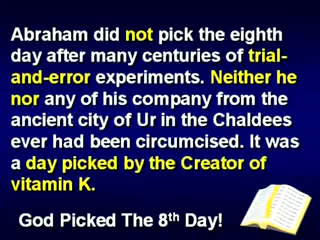 Abraham did not pick the eighth
day after many centuries of trial-
and-error experiments. Neither he
nor any of his company from the
ancient city of Ur in the Chaldees
ever had been circumcised. It was
a day picked by the Creator of
vitamin K.
God Picked The 8th Day!